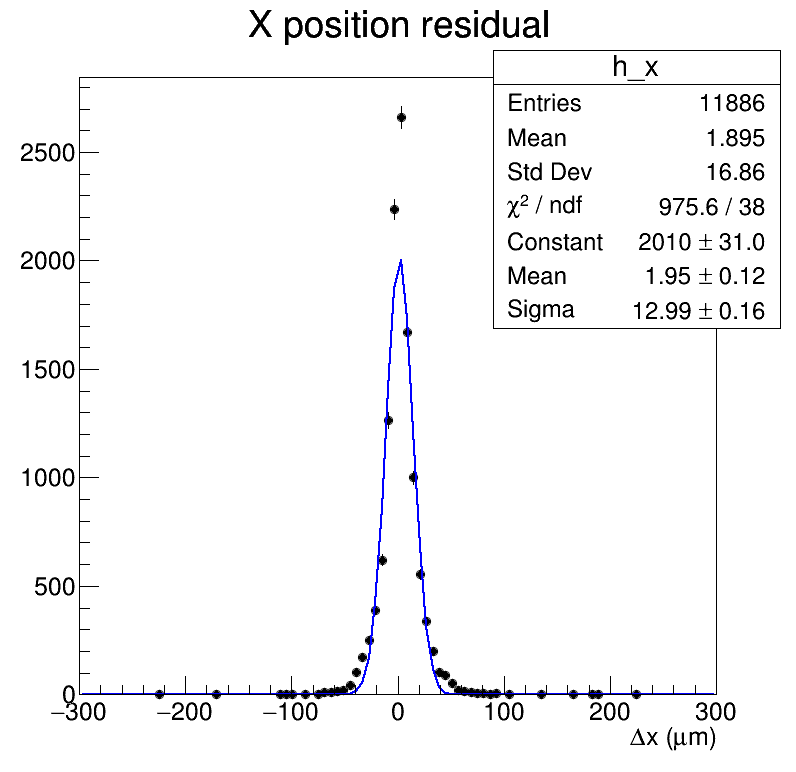 X position residual
h_x
Entries 11886
Mean 1.895
Std Dev 16.86
χ² / ndf 975.6 / 38
Constant 2010 ± 31.0
Mean 1.95 ± 0.12
Sigma 12.99 ± 0.16
2500
2000
1500
1000
500
0
−300 −200 −100 0 100 200 300
Δx (μm)